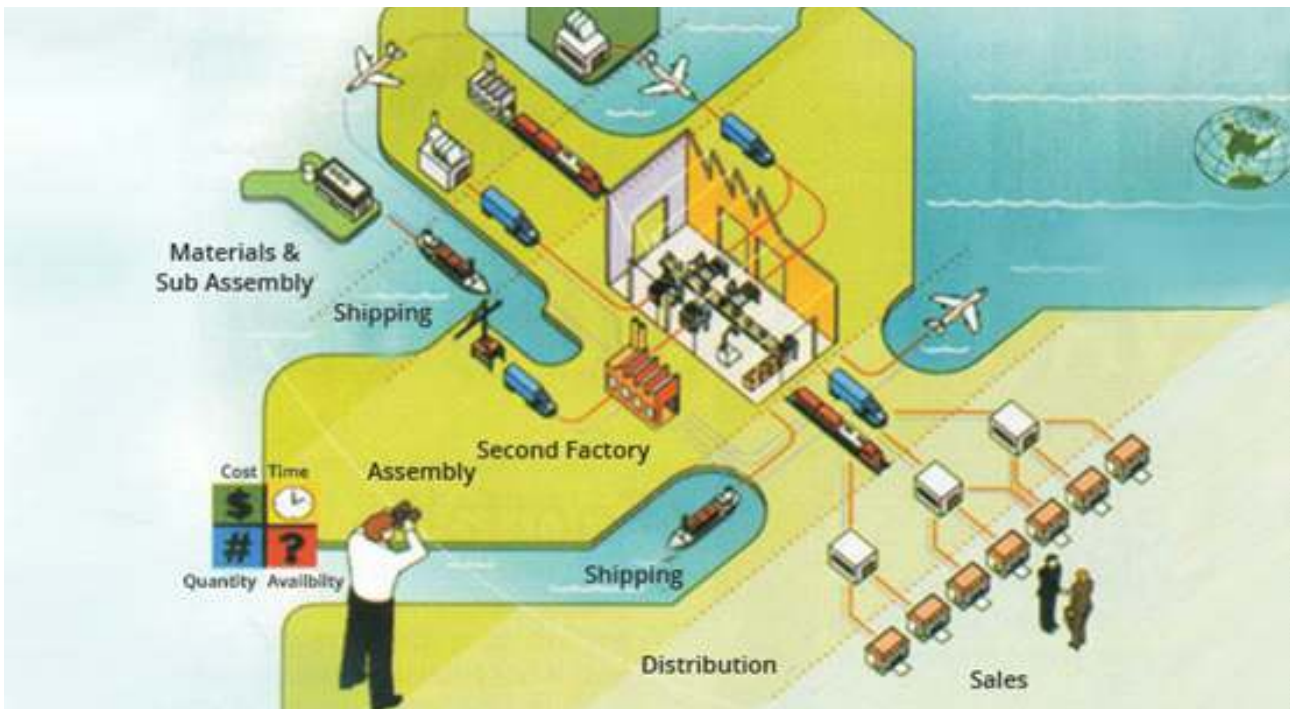 Materials &
Sub Assembly
Shipping
Second Factory
Assembly
Cost Time
$
# ?
Quantity Availbilty
Shipping
Distribution
Sales